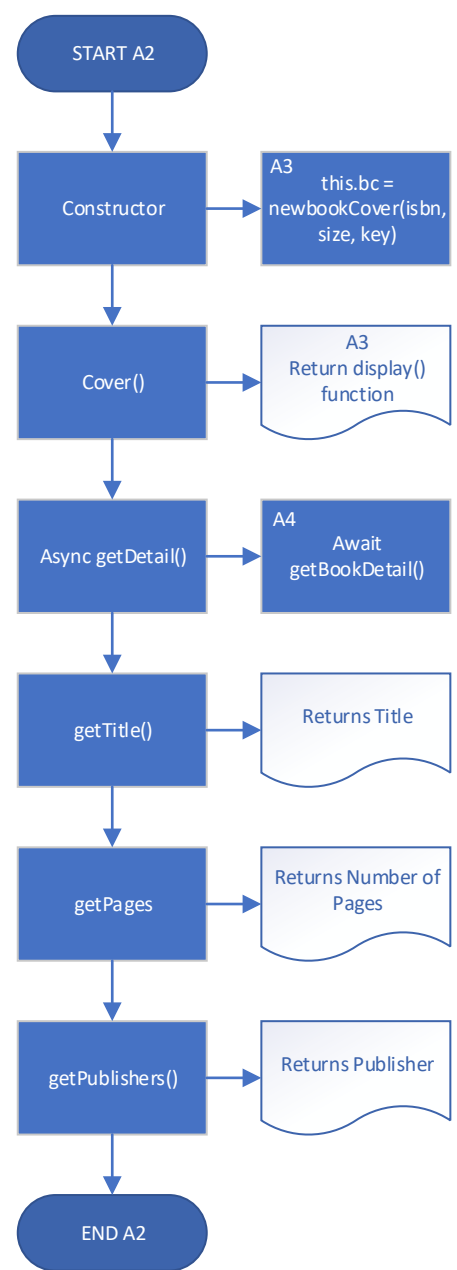 START A2
Constructor
A3
this.bc =
newbookCover(isbn,
size, key)
Cover()
A3
Return display()
function
Async getDetail()
A4
Await
getBookDetail()
getTitle()
Returns Title
getPages
Returns Number of
Pages
getPublishers()
Returns Publisher
END A2